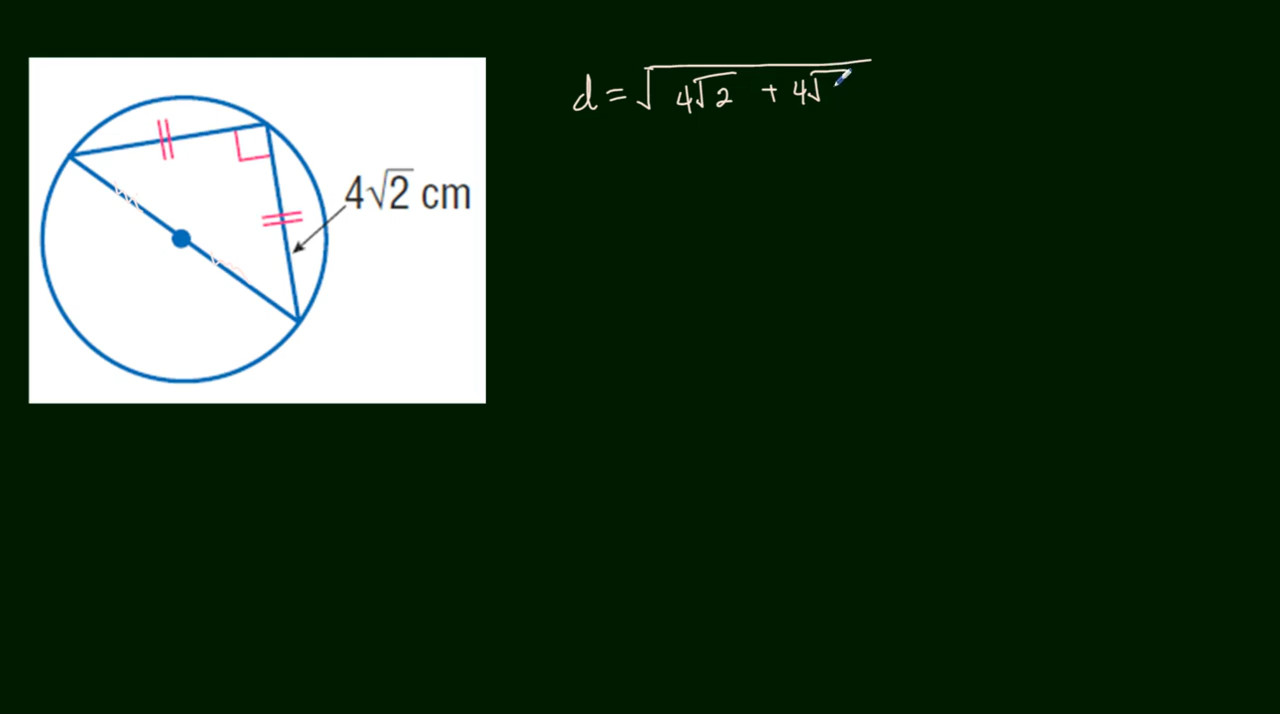 d = √(4√2 + 4√
4√2 cm